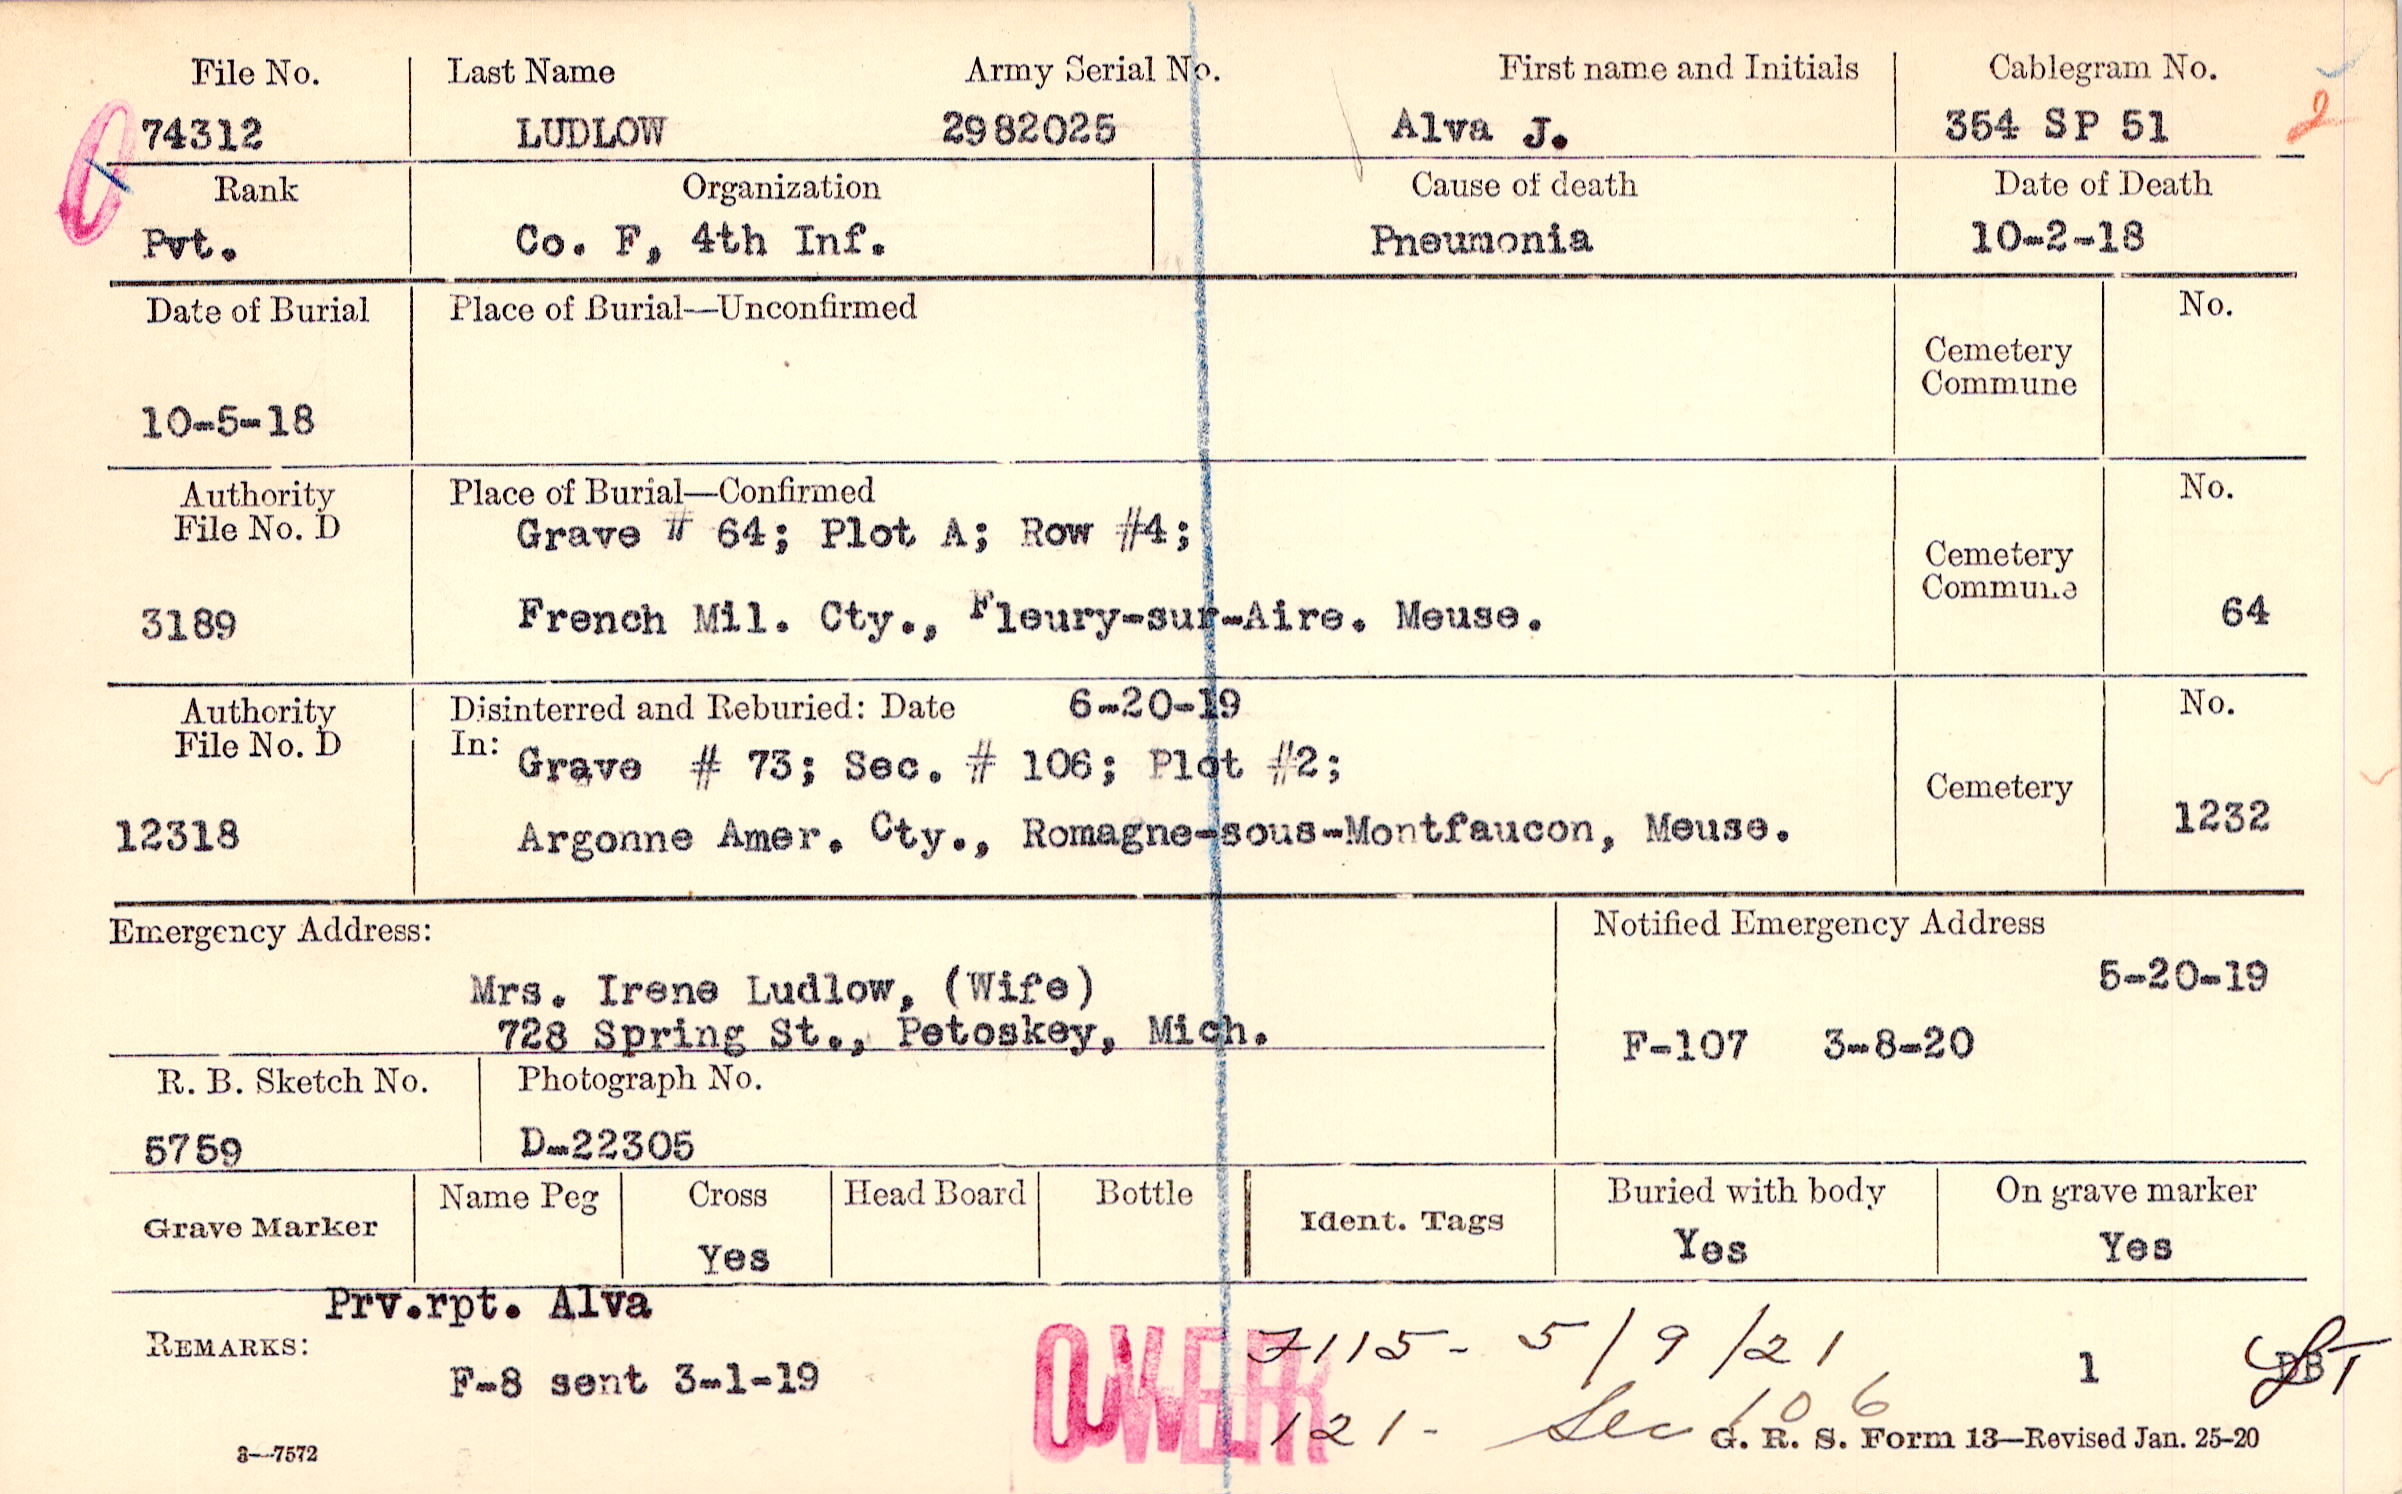 File No. Last Name Army Serial No. First name and Initials Cablegram No.
74312 LUDLOW 2982025 Alva J. 354 SP 51 2
Rank Organization Cause of death Date of Death
Pvt. Co. F, 4th Inf. Pneumonia 10-2-18
Date of Burial Place of Burial—Unconfirmed No.
Cemetery
Commune
10-5-18
Authority Place of Burial—Confirmed No.
File No. D Grave # 64; Plot A; Row #4;
Cemetery
Commune
3189 French Mil. Cty., Fleury-sur-Aire. Meuse. 64
Authority Disinterred and Reburied: Date 6-20-19 No.
File No. D In: Grave # 73; Sec. # 106; Plot #2;
Cemetery
12318 Argonne Amer. Cty., Romagne-sous-Montfaucon, Meuse. 1232
Emergency Address: Notified Emergency Address
Mrs. Irene Ludlow, (Wife) 5-20-19
728 Spring St., Petoskey, Mich. F-107 3-8-20
R. B. Sketch No. Photograph No.
5759 D-22305
Grave Marker Name Peg Cross Head Board Bottle Ident. Tags Buried with body On grave marker
Yes Yes Yes
Prv.rpt. Alva
REMARKS: 7115- 5/9/21 1
F-8 sent 3-1-19
121- Sec 106
G. R. S. Form 13—Revised Jan. 25-20
3—7572